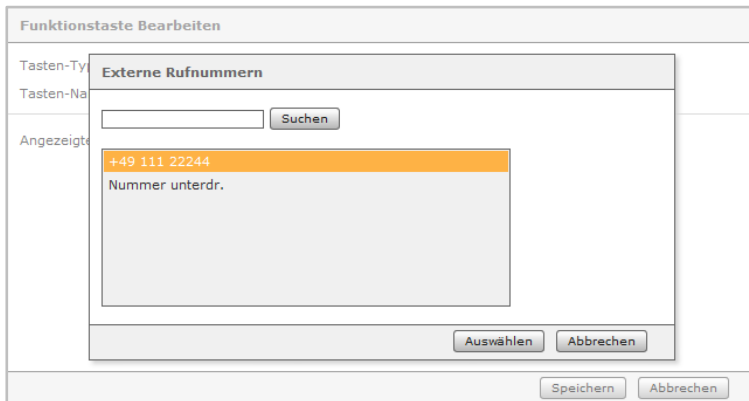 Funktionstaste Bearbeiten
Tasten-Typ
Externe Rufnummern
Tasten-Na
Suchen
Angezeigte
+49 111 22244
Nummer unterdr.
Auswählen Abbrechen
Speichern Abbrechen